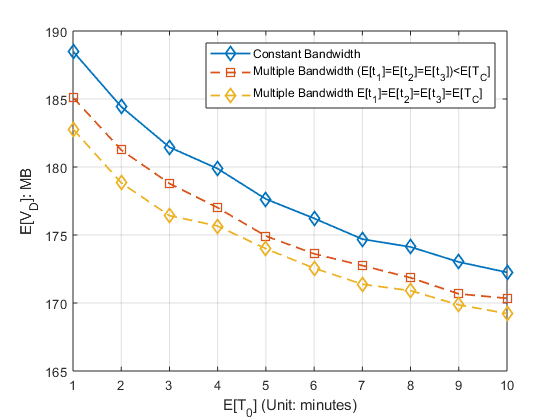 190
185
180
175
170
165
E[V_D]: MB
Constant Bandwidth
Multiple Bandwidth (E[t_1]=E[t_2]=E[t_3])<E[T_C]
Multiple Bandwidth E[t_1]=E[t_2]=E[t_3]=E[T_C]
1 2 3 4 5 6 7 8 9 10
E[T_0] (Unit: minutes)